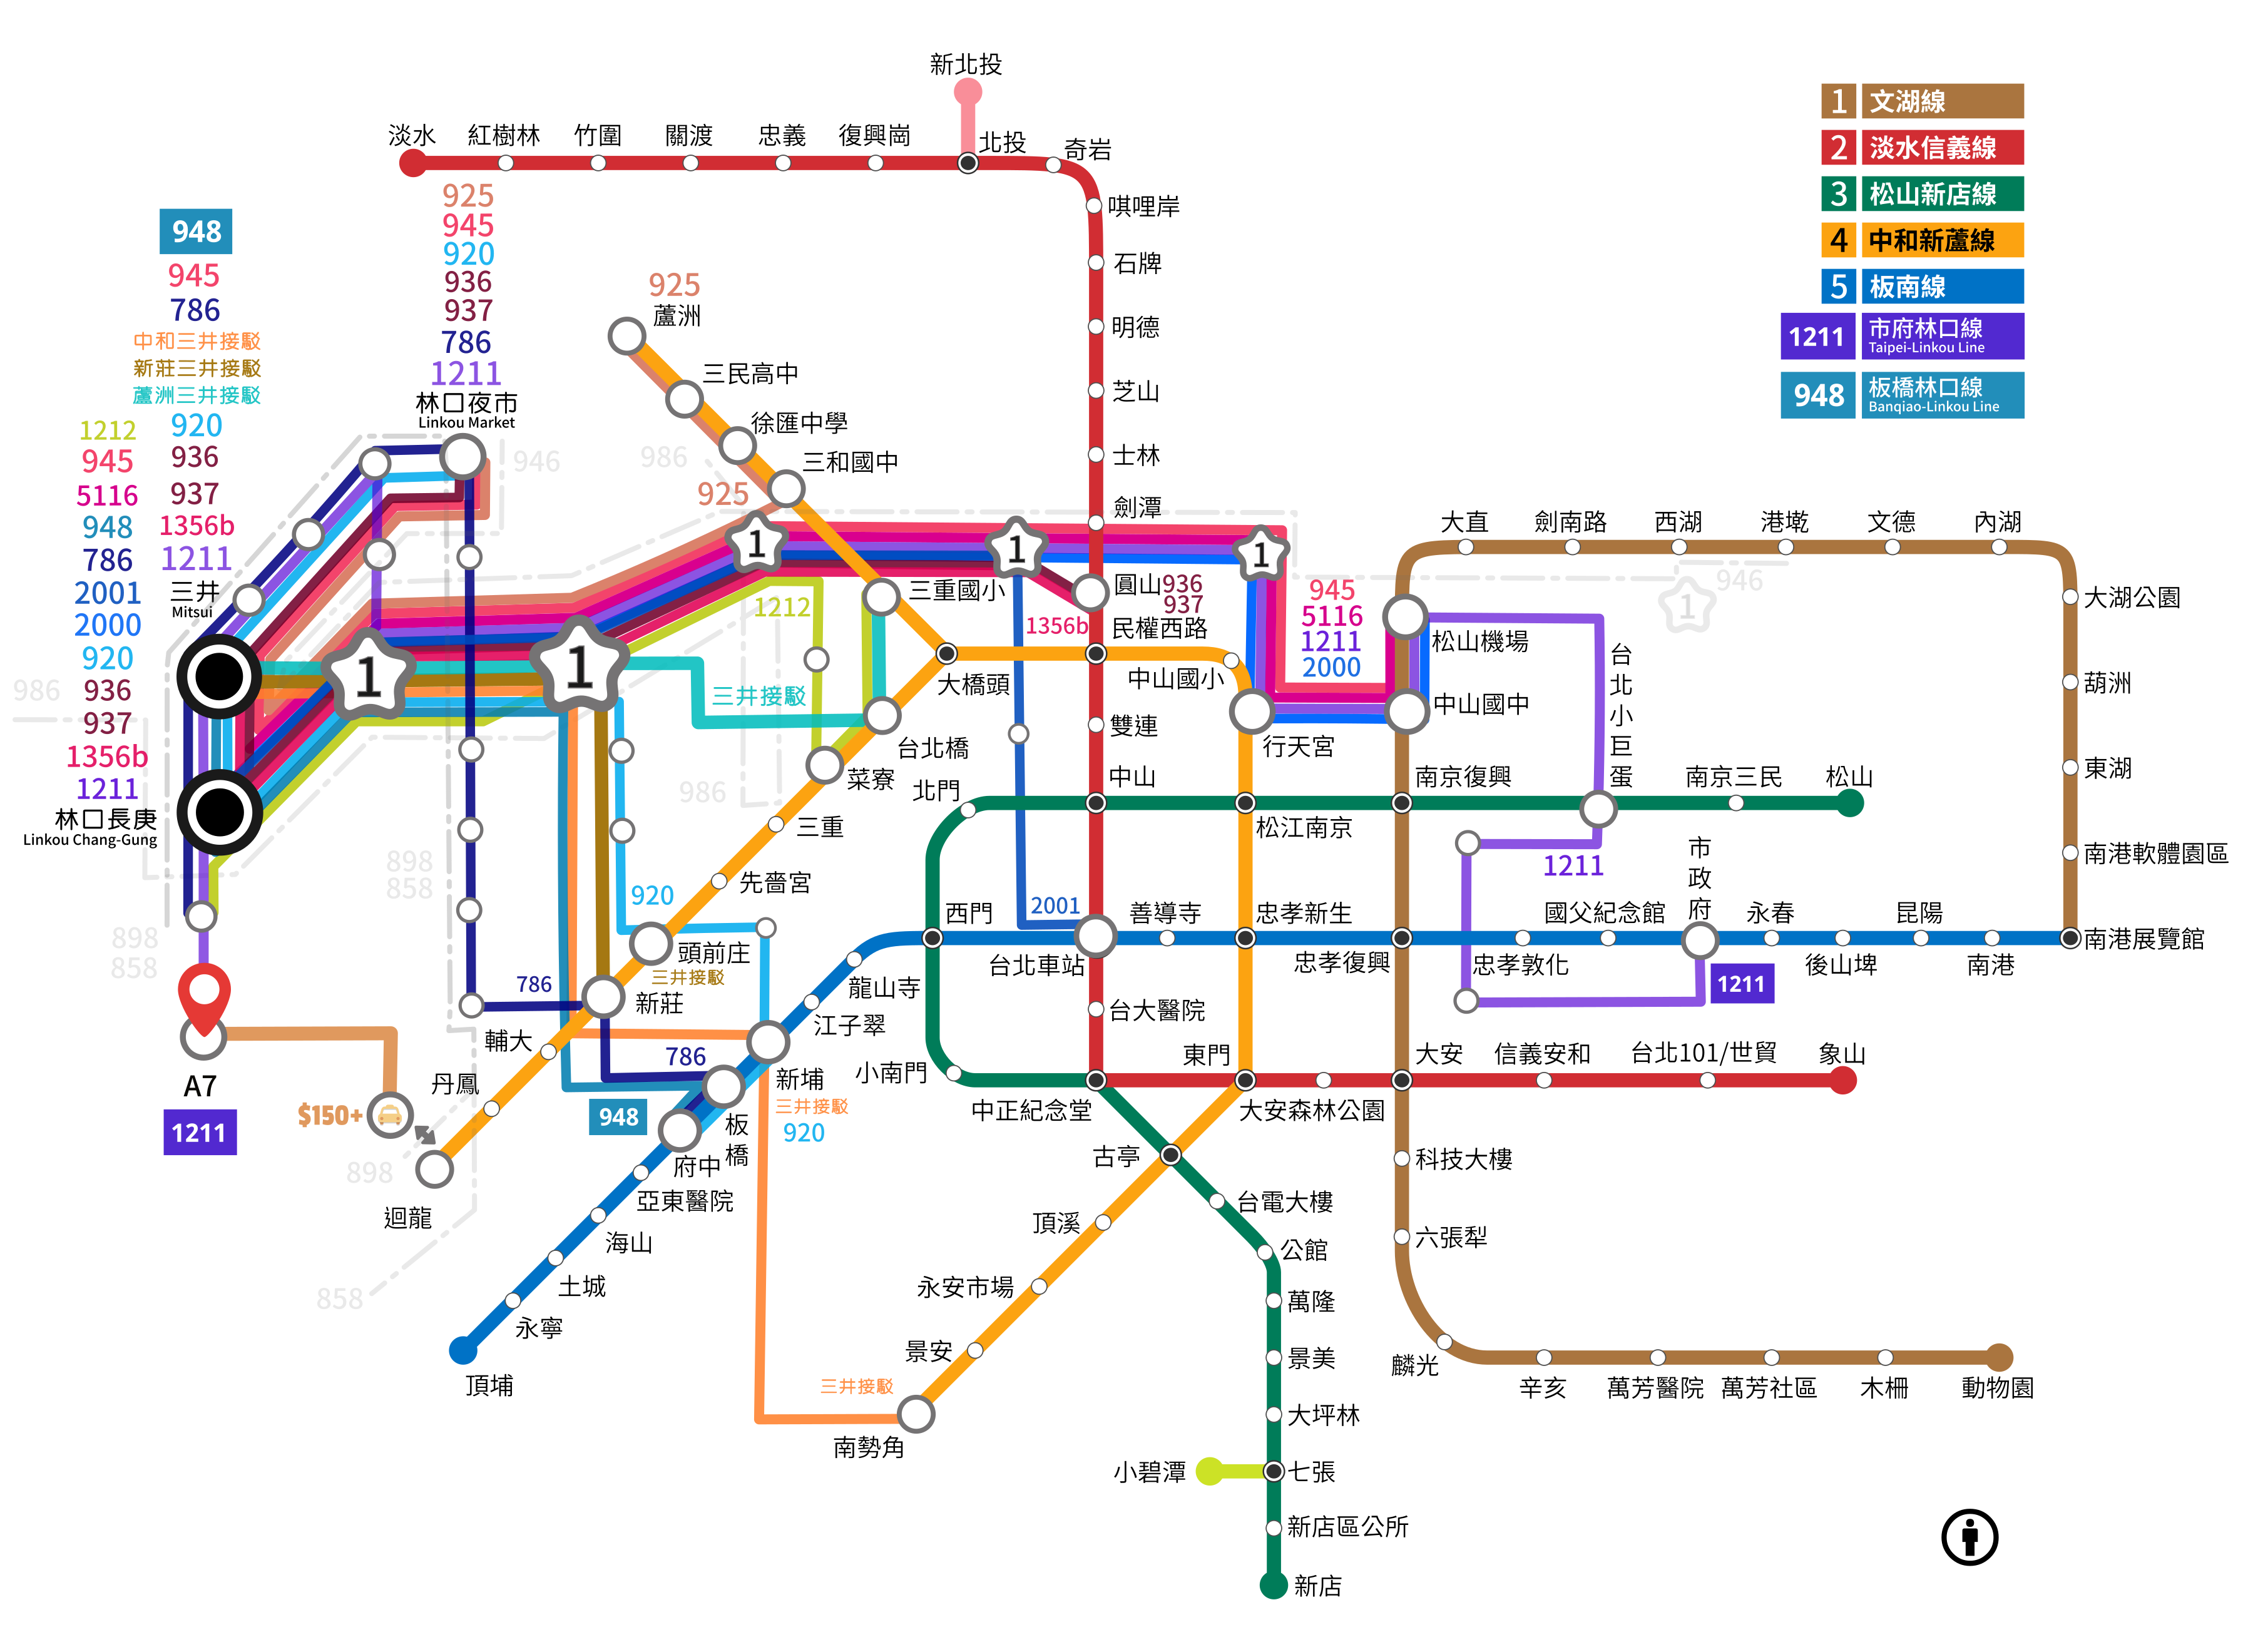 新北投
淡水
紅樹林
竹圍
關渡
忠義
復興崗
北投
奇岩
唭哩岸
石牌
明德
芝山
士林
劍潭
圓山
936
937
民權西路
雙連
中山
台北車站
台大醫院
中正紀念堂
1 文湖線
2 淡水信義線
3 松山新店線
4 中和新蘆線
5 板南線
1211 市府林口線
Taipei-Linkou Line
948 板橋林口線
Banqiao-Linkou Line
948
945
786
中和三井接駁
新莊三井接駁
蘆洲三井接駁
920
936
937
1356b
1211
三井
Mitsui
925
945
920
936
937
786
1211
林口夜市
Linkou Market
1212
945
5116
948
786
2001
2000
920
936
937
1356b
1211
林口長庚
Linkou Chang-Gung
925
蘆洲
三民高中
徐匯中學
三和國中
925
986
946
1
1
1
1
1
1
946
三重國小
1212
1356b
三井接駁
大橋頭
台北橋
菜寮
三重
先嗇宮
頭前庄
三井接駁
新莊
輔大
丹鳳
迴龍
986
986
898
858
898
858
898
858
A7
1211
$150+
786
786
920
948
新埔
三井接駁
920
板橋
府中
亞東醫院
海山
土城
永寧
頂埔
江子翠
龍山寺
西門
2001
善導寺
忠孝新生
忠孝復興
忠孝敦化
國父紀念館
市政府
1211
永春
後山埤
昆陽
南港
南港展覽館
北門
小南門
中山國小
行天宮
945
5116
1211
2000
松江南京
東門
大安森林公園
大安
信義安和
台北101/世貿
象山
大直
劍南路
西湖
港墘
文德
內湖
大湖公園
葫洲
東湖
南港軟體園區
松山機場
中山國中
南京復興
台北小巨蛋
1211
南京三民
松山
科技大樓
六張犁
麟光
辛亥
萬芳醫院
萬芳社區
木柵
動物園
古亭
台電大樓
公館
萬隆
景美
大坪林
七張
小碧潭
新店區公所
新店
頂溪
永安市場
景安
三井接駁
南勢角